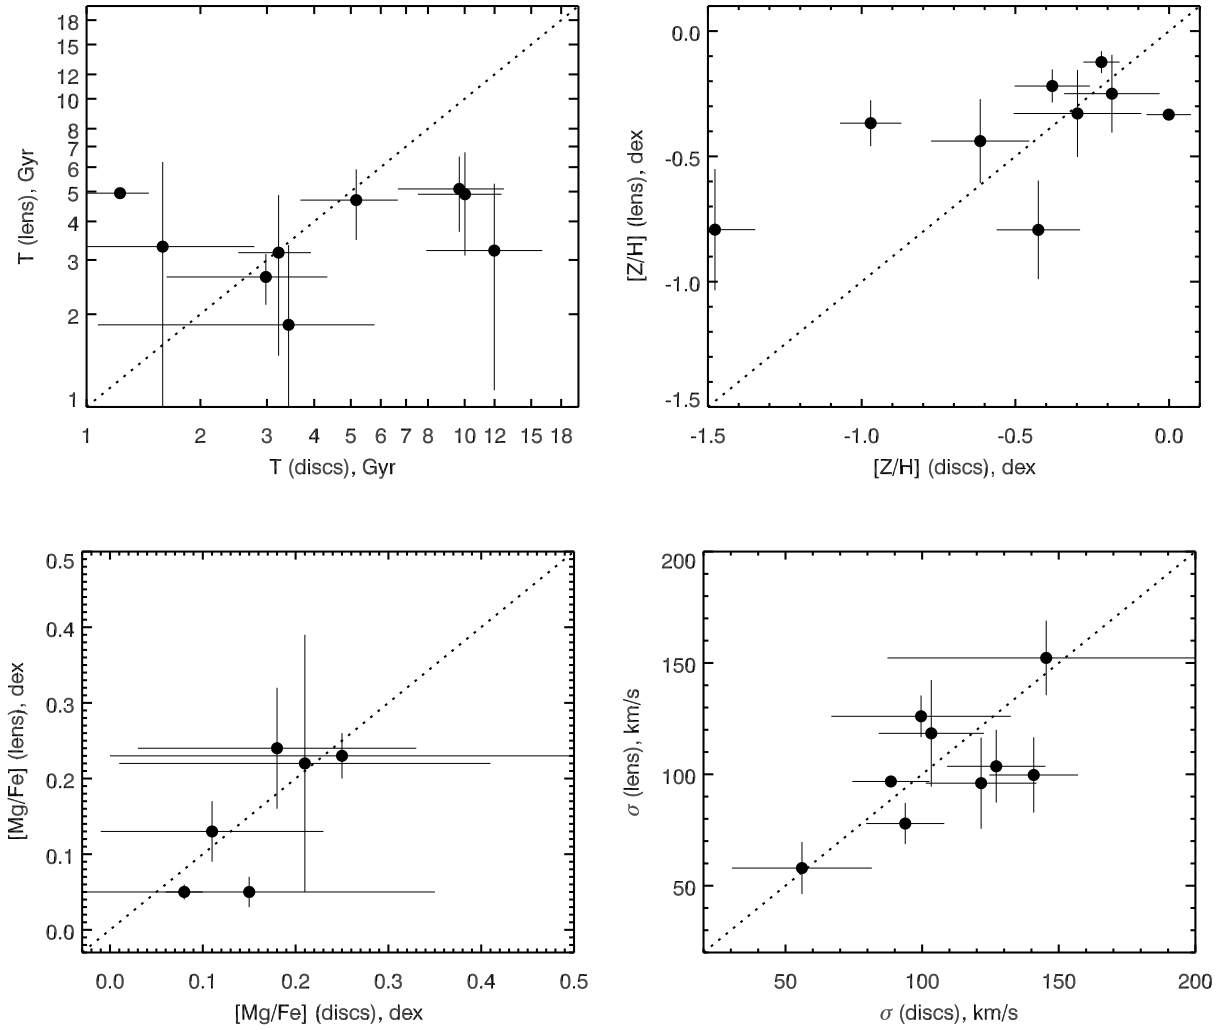 18
15
12
10
8
7
6
5
4
3
2
1
T (lens), Gyr
1 2 3 4 5 6 7 8 10 12 15 18
T (discs), Gyr
0.0
-0.5
-1.0
-1.5
[Z/H] (lens), dex
-1.5 -1.0 -0.5 0.0
[Z/H] (discs), dex
0.5
0.4
0.3
0.2
0.1
0.0
[Mg/Fe] (lens), dex
0.0 0.1 0.2 0.3 0.4 0.5
[Mg/Fe] (discs), dex
200
150
100
50
σ (lens), km/s
50 100 150 200
σ (discs), km/s